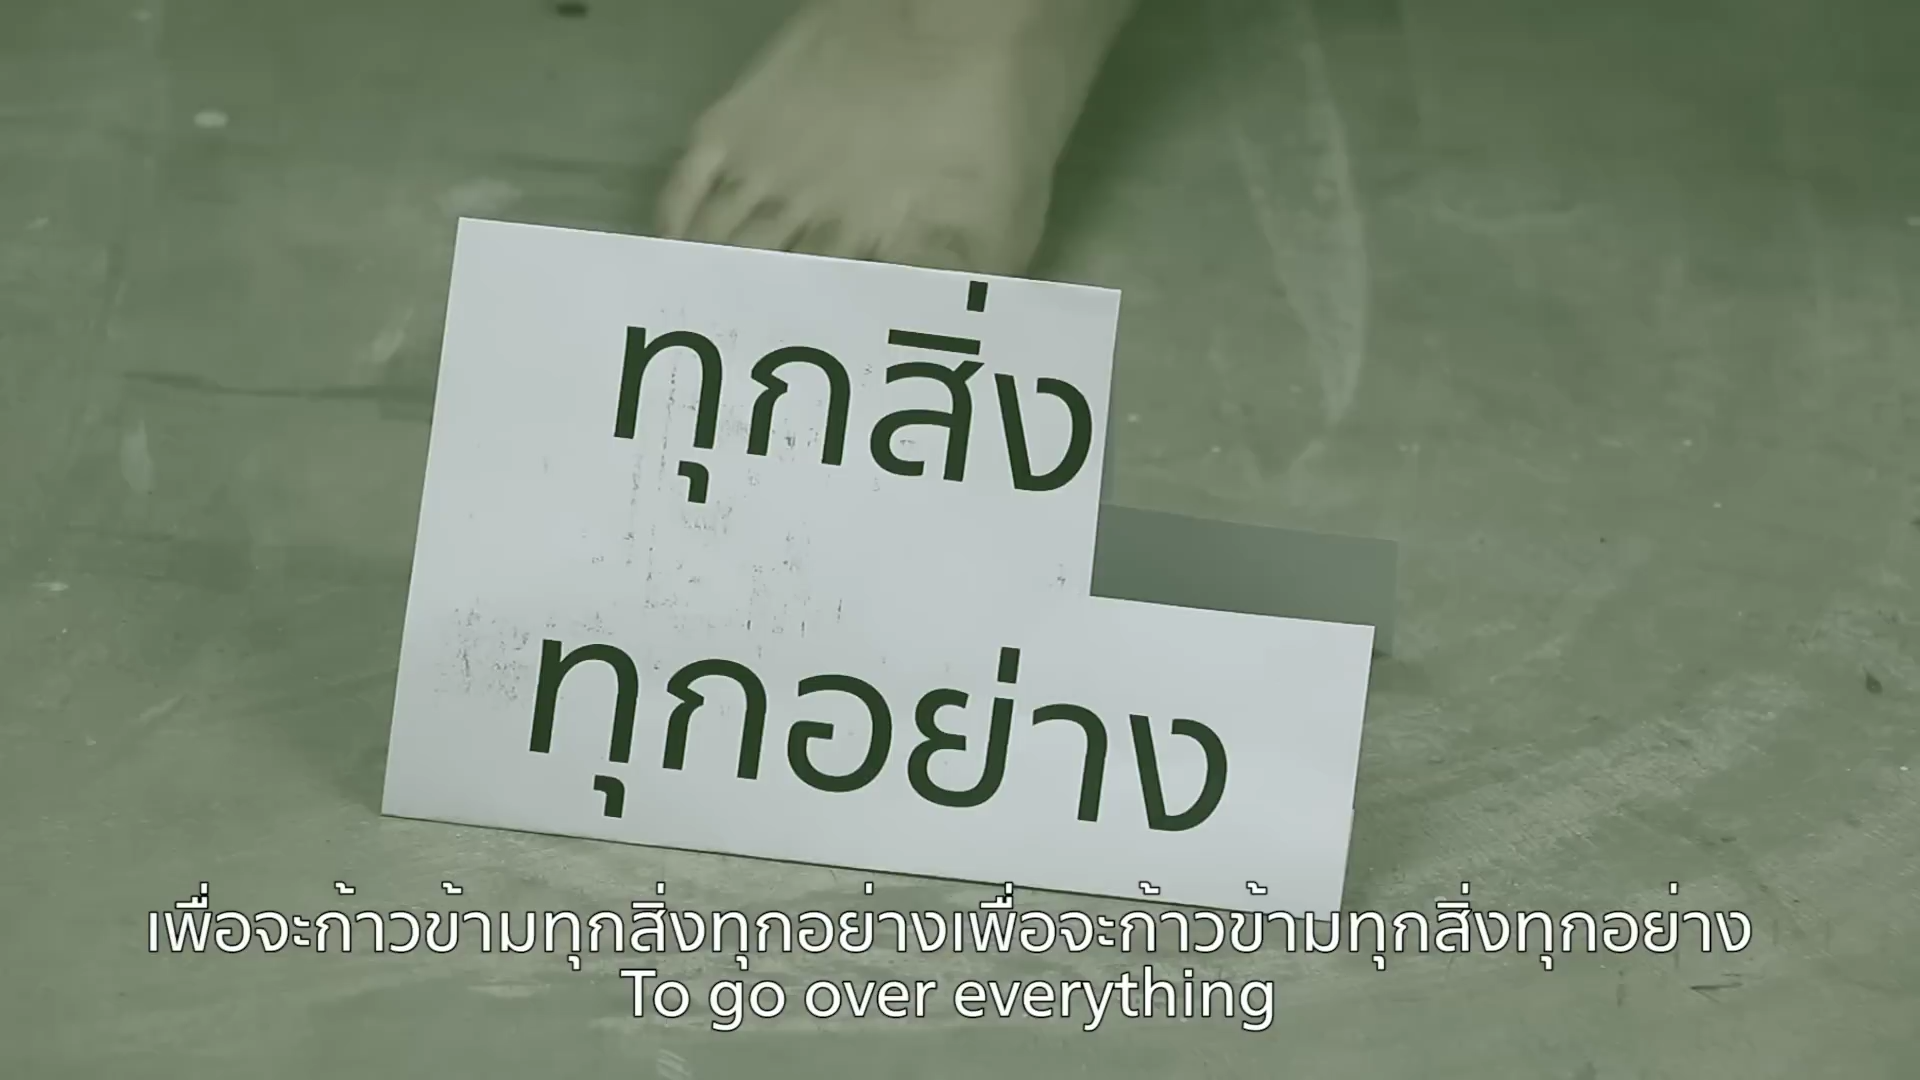 ทุกสิ่ง
ทุกอย่าง
เพื่อจะก้าวข้ามทุกสิ่งทุกอย่างเพื่อจะก้าวข้ามทุกสิ่งทุกอย่าง
To go over everything